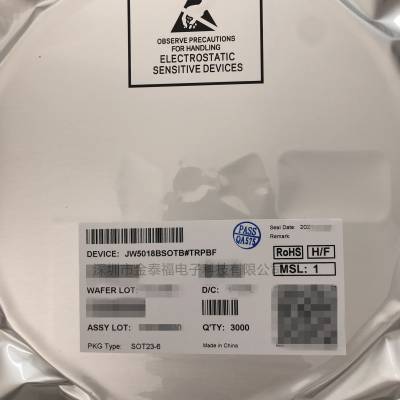 OBSERVE PRECAUTIONS
FOR HANDLING
ELECTROSTATIC
SENSITIVE DEVICES
PASS
QA575
Seal Date: 202
Remark:
DEVICE: JW5018BSOTB#TRPBF
RoHS H/F
深圳市金泰福电子科技有限公司
MSL: 1
WAFER LOT:
D/C:
ASSY LOT:
Q'TY: 3000
PKG Type: SOT23-6
Made in China